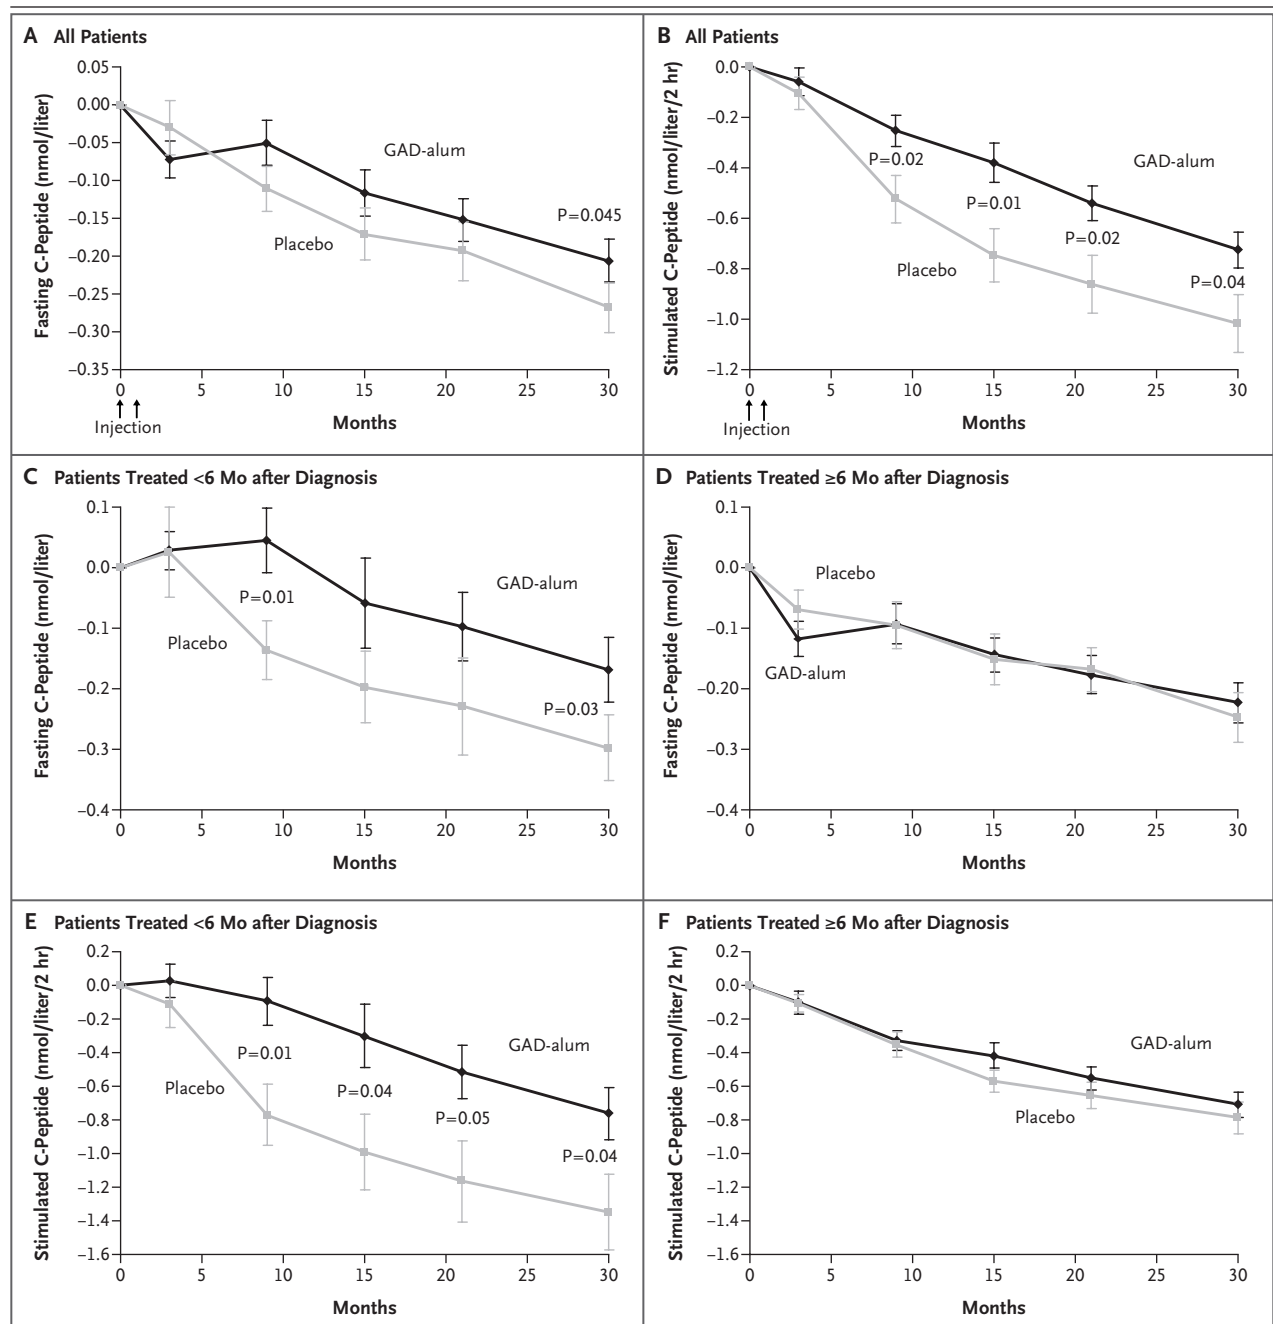 A All Patients
Fasting C-Peptide (nmol/liter)
0.05
0.00
−0.05
−0.10
−0.15
−0.20
−0.25
−0.30
−0.35
GAD-alum
P=0.045
Placebo
0 5 10 15 20 25 30
Injection
Months
B All Patients
Stimulated C-Peptide (nmol/liter/2 hr)
0.0
−0.2
−0.4
−0.6
−0.8
−1.0
−1.2
P=0.02
GAD-alum
P=0.01
P=0.02
Placebo
P=0.04
0 5 10 15 20 25 30
Injection
Months
C Patients Treated <6 Mo after Diagnosis
Fasting C-Peptide (nmol/liter)
0.1
0.0
−0.1
−0.2
−0.3
−0.4
GAD-alum
P=0.01
Placebo
P=0.03
0 5 10 15 20 25 30
Months
D Patients Treated ≥6 Mo after Diagnosis
Fasting C-Peptide (nmol/liter)
0.1
0.0
−0.1
−0.20
−0.3
−0.4
Placebo
GAD-alum
0 5 10 15 20 25 30
Months
E Patients Treated <6 Mo after Diagnosis
Stimulated C-Peptide (nmol/liter/2 hr)
0.2
0.0
−0.2
−0.4
−0.6
−0.8
−1.0
−1.2
−1.4
−1.6
GAD-alum
P=0.01
Placebo
P=0.04
P=0.05
P=0.04
0 5 10 15 20 25 30
Months
F Patients Treated ≥6 Mo after Diagnosis
Stimulated C-Peptide (nmol/liter/2 hr)
0.2
0.0
−0.2
−0.4
−0.6
−0.8
−1.0
−1.2
−1.4
−1.6
GAD-alum
Placebo
0 5 10 15 20 25 30
Months